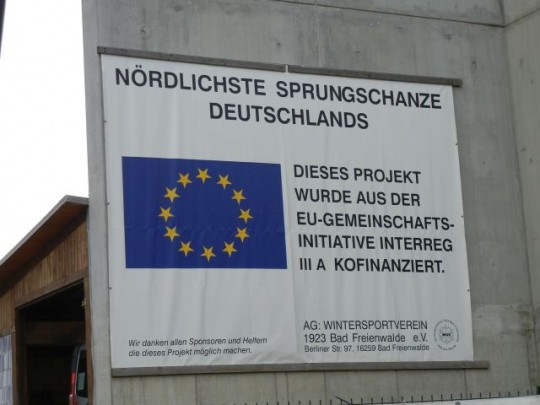 NÖRDLICHSTE SPRUNGSCHANZE
DEUTSCHLANDS
DIESES PROJEKT
WURDE AUS DER
EU-GEMEINSCHAFTS-
INITIATIVE INTERREG
III A KOFINANZIERT.
AG: WINTERSPORTVEREIN
1923 Bad Freienwalde e.V.
Berliner Str. 97, 16259 Bad Freienwalde
Wir danken allen Sponsoren und Helfern
die dieses Projekt möglich machen.